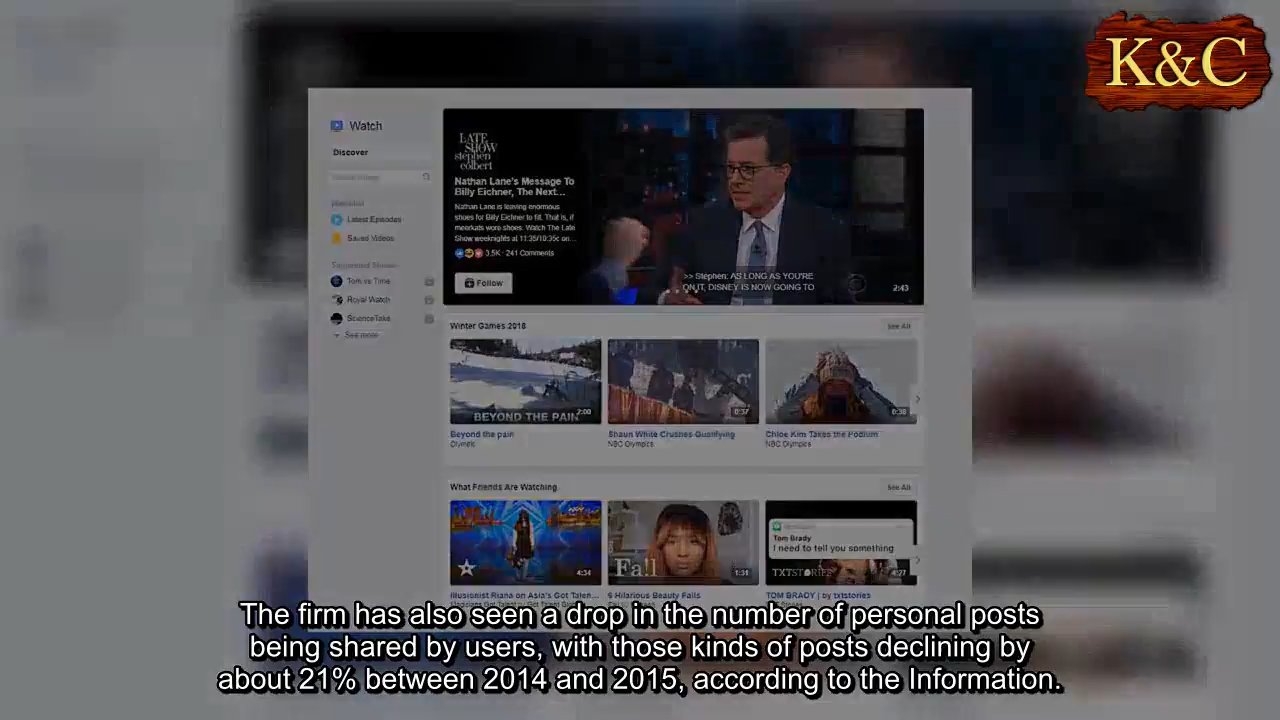 K&C
Watch
Discover
LATE
SHOW
stephen
colbert
Nathan Lane's Message To
Billy Eichner, The Next...
Nathan Lane is leaving enormous
shoes for Billy Eichner to fill. That is, if
meerkats wore shoes. Watch The Late
Show weeknights at 11:35/10:35c on...
3.5K · 241 Comments
Follow
>> Stephen: AS LONG AS YOU'RE
ON IT, DISNEY IS NOW GOING TO
2:43
Latest Episodes
Saved Videos
Tom vs Time
Royal Watch
ScienceTake
See more
Winter Games 2018
See All
BEYOND THE PAIN
2:00
0:37
0:38
Beyond the pain
Shaun White Crushes Qualifying
Chloe Kim Takes the Podium
Olympic
NBC Olympics
NBC Olympics
What Friends Are Watching
See All
Tom Brady
I need to tell you something
Fa!l
4:34
1:31
4:27
Illusionist Riana on Asia's Got Talen...
9 Hilarious Beauty Fails
TOM BRADY | by txtstories
The firm has also seen a drop in the number of personal posts
being shared by users, with those kinds of posts declining by
about 21% between 2014 and 2015, according to the Information.